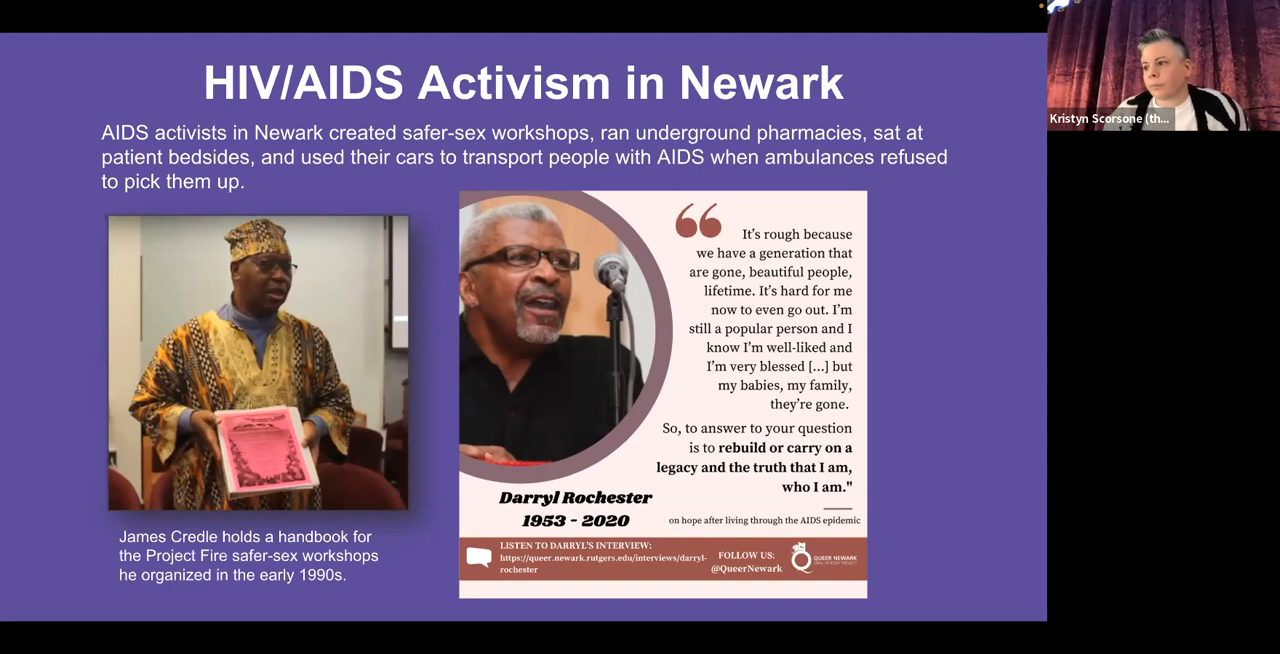 HIV/AIDS Activism in Newark
AIDS activists in Newark created safer-sex workshops, ran underground pharmacies, sat at
patient bedsides, and used their cars to transport people with AIDS when ambulances refused
to pick them up.
Kristyn Scorsone (th...
“
It’s rough because
we have a generation that
are gone, beautiful people,
lifetime. It’s hard for me
now to even go out. I’m
still a popular person and I
know I’m well-liked and
I’m very blessed [...] but
my babies, my family,
they’re gone.
So, to answer to your question
is to rebuild or carry on a
legacy and the truth that I am,
who I am."
on hope after living through the AIDS epidemic
Darryl Rochester
1953 - 2020
LISTEN TO DARRYL'S INTERVIEW:
https://queer.newark.rutgers.edu/interviews/darryl-
rochester
FOLLOW US:
@QueerNewark
QUEER NEWARK
ORAL HISTORY PROJECT
James Credle holds a handbook for
the Project Fire safer-sex workshops
he organized in the early 1990s.